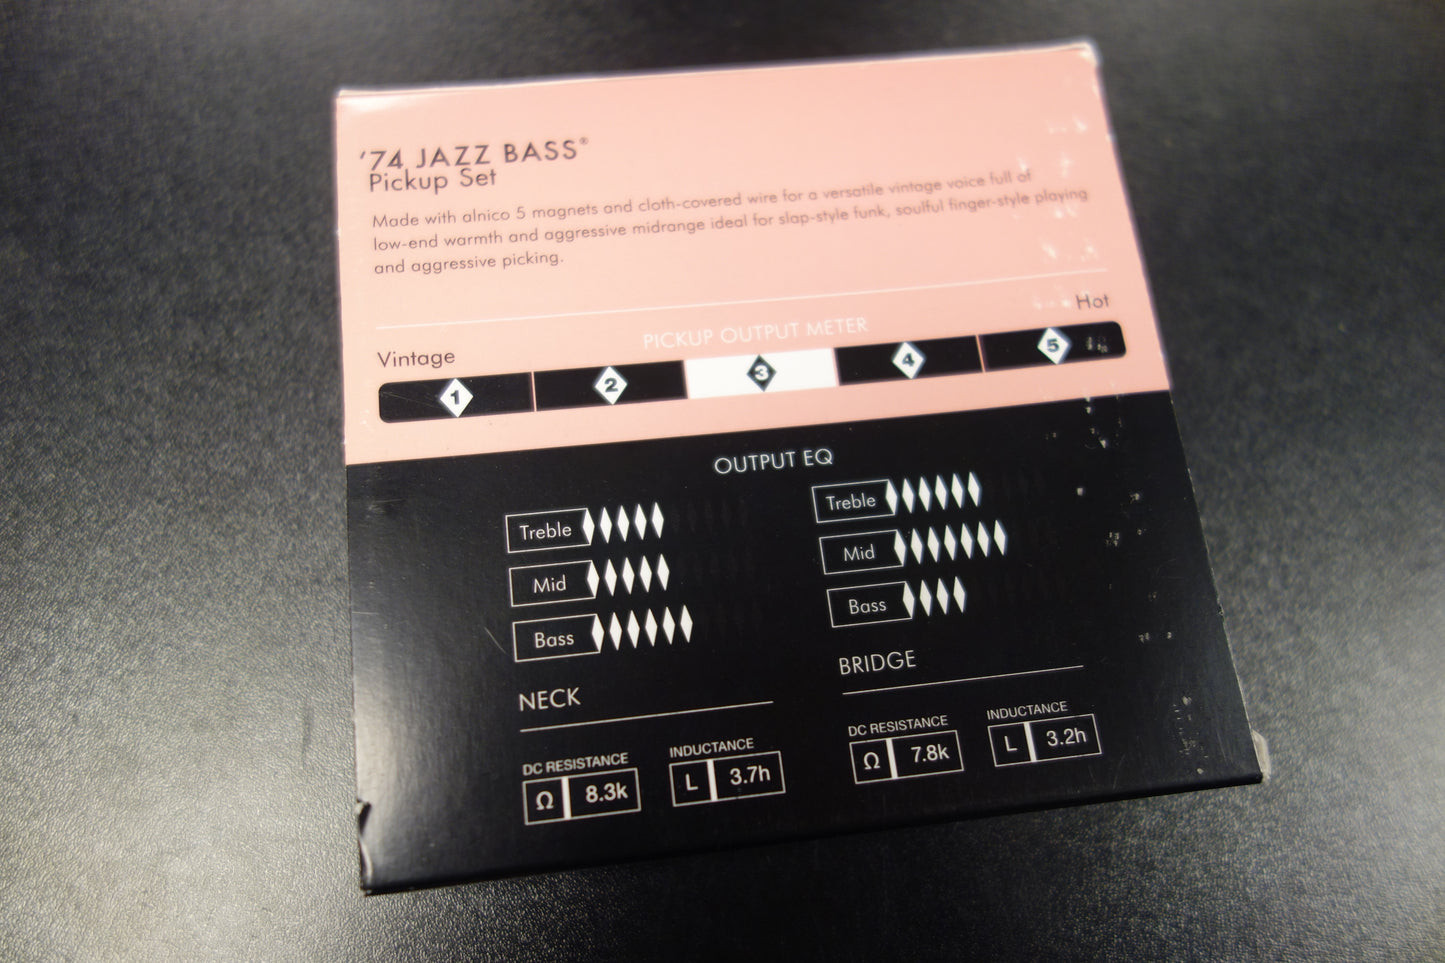 '74 JAZZ BASS®
Pickup Set
Made with alnico 5 magnets and cloth-covered wire for a versatile vintage voice full of
low-end warmth and aggressive midrange ideal for slap-style funk, soulful finger-style playing
and aggressive picking.
PICKUP OUTPUT METER
Vintage
Hot
1 2 3 4 5
OUTPUT EQ
Treble
Mid
Bass
NECK
DC RESISTANCE
Ω 8.3k
INDUCTANCE
L 3.7h
Treble
Mid
Bass
BRIDGE
DC RESISTANCE
Ω 7.8k
INDUCTANCE
L 3.2h